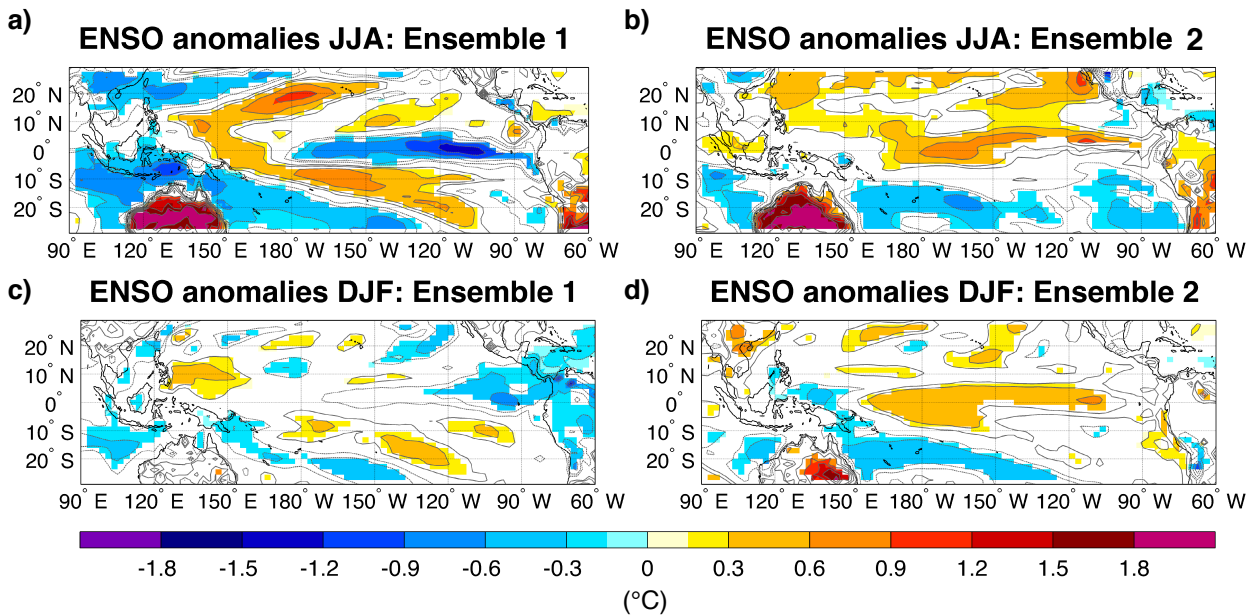 a)
ENSO anomalies JJA: Ensemble 1
20° N
10° N
0°
10° S
20° S
90° E 120° E 150° E 180° W 150° W 120° W 90° W 60° W
b)
ENSO anomalies JJA: Ensemble 2
20° N
10° N
0°
10° S
20° S
90° E 120° E 150° E 180° W 150° W 120° W 90° W 60° W
c)
ENSO anomalies DJF: Ensemble 1
20° N
10° N
0°
10° S
20° S
90° E 120° E 150° E 180° W 150° W 120° W 90° W 60° W
d)
ENSO anomalies DJF: Ensemble 2
20° N
10° N
0°
10° S
20° S
90° E 120° E 150° E 180° W 150° W 120° W 90° W 60° W
-1.8 -1.5 -1.2 -0.9 -0.6 -0.3 0 0.3 0.6 0.9 1.2 1.5 1.8
(°C)